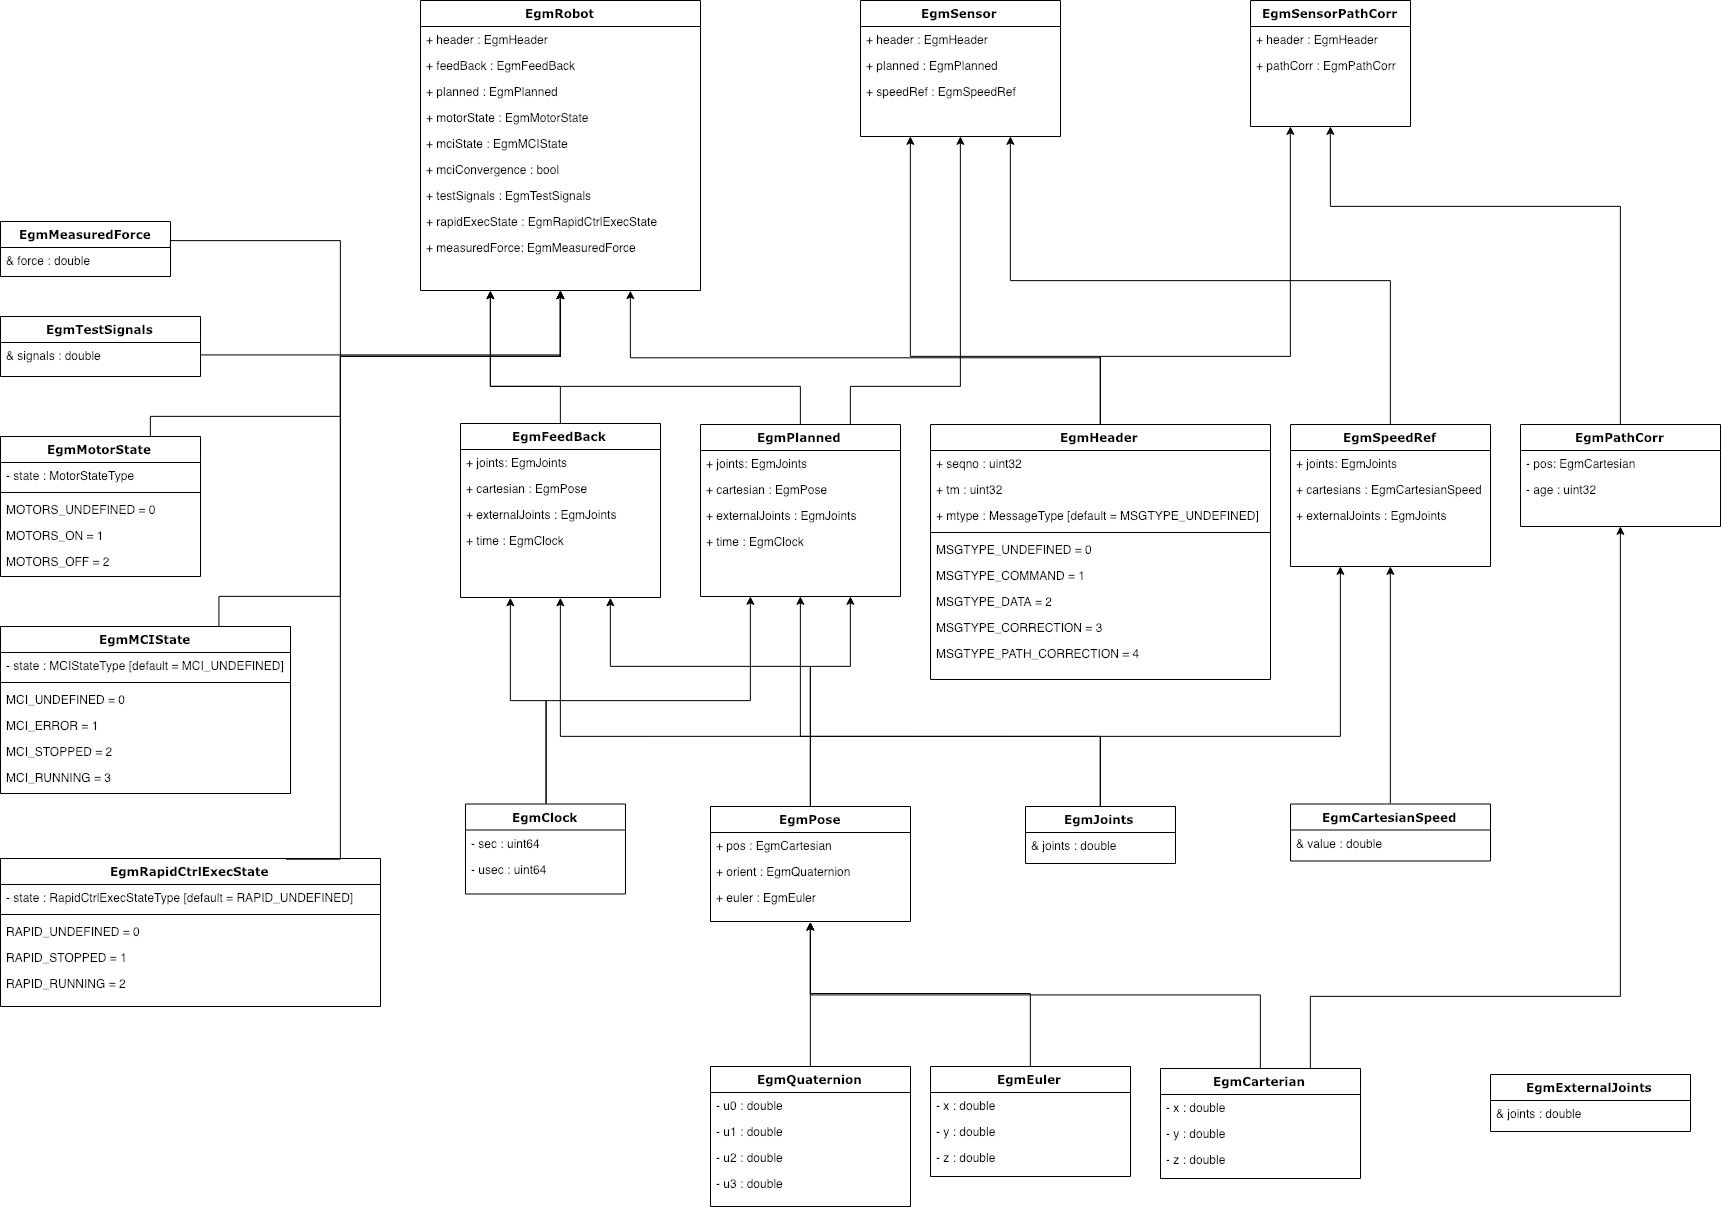 EgmRobot
+ header : EgmHeader
+ feedBack : EgmFeedBack
+ planned : EgmPlanned
+ motorState : EgmMotorState
+ mciState : EgmMCIState
+ mciConvergence : bool
+ testSignals : EgmTestSignals
+ rapidExecState : EgmRapidCtrlExecState
+ measuredForce: EgmMeasuredForce
EgmSensor
+ header : EgmHeader
+ planned : EgmPlanned
+ speedRef : EgmSpeedRef
EgmSensorPathCorr
+ header : EgmHeader
+ pathCorr : EgmPathCorr
EgmMeasuredForce
& force : double
EgmTestSignals
& signals : double
EgmMotorState
- state : MotorStateType
MOTORS_UNDEFINED = 0
MOTORS_ON = 1
MOTORS_OFF = 2
EgmMCIState
- state : MCIStateType [default = MCI_UNDEFINED]
MCI_UNDEFINED = 0
MCI_ERROR = 1
MCI_STOPPED = 2
MCI_RUNNING = 3
EgmRapidCtrlExecState
- state : RapidCtrlExecStateType [default = RAPID_UNDEFINED]
RAPID_UNDEFINED = 0
RAPID_STOPPED = 1
RAPID_RUNNING = 2
EgmFeedBack
+ joints: EgmJoints
+ cartesian : EgmPose
+ externalJoints : EgmJoints
+ time : EgmClock
EgmPlanned
+ joints: EgmJoints
+ cartesian : EgmPose
+ externalJoints : EgmJoints
+ time : EgmClock
EgmHeader
+ seqno : uint32
+ tm : uint32
+ mtype : MessageType [default = MSGTYPE_UNDEFINED]
MSGTYPE_UNDEFINED = 0
MSGTYPE_COMMAND = 1
MSGTYPE_DATA = 2
MSGTYPE_CORRECTION = 3
MSGTYPE_PATH_CORRECTION = 4
EgmSpeedRef
+ joints: EgmJoints
+ cartesians : EgmCartesianSpeed
+ externalJoints : EgmJoints
EgmPathCorr
- pos: EgmCartesian
- age : uint32
EgmClock
- sec : uint64
- usec : uint64
EgmPose
+ pos : EgmCartesian
+ orient : EgmQuaternion
+ euler : EgmEuler
EgmJoints
& joints : double
EgmCartesianSpeed
& value : double
EgmQuaternion
- u0 : double
- u1 : double
- u2 : double
- u3 : double
EgmEuler
- x : double
- y : double
- z : double
EgmCarterian
- x : double
- y : double
- z : double
EgmExternalJoints
& joints : double